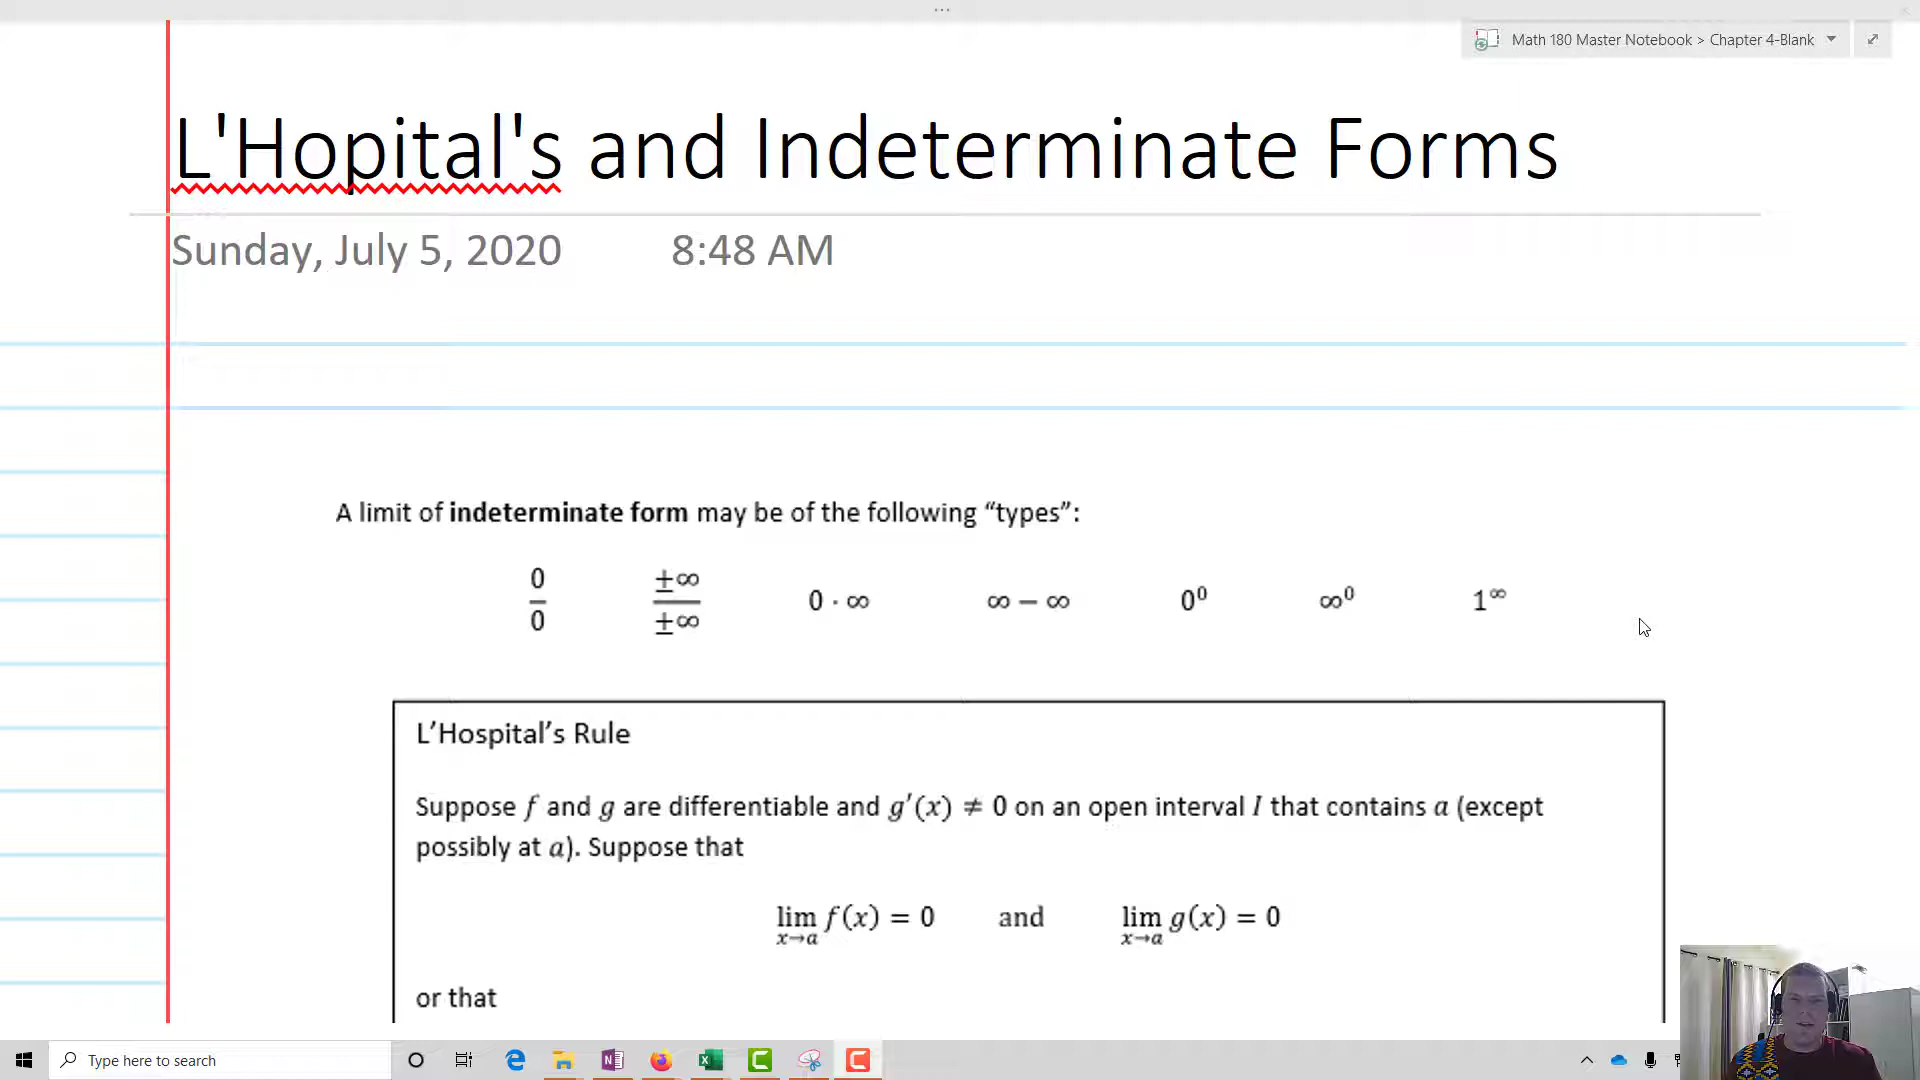 ...
Math 180 Master Notebook > Chapter 4-Blank
L'Hopital's and Indeterminate Forms
Sunday, July 5, 2020 8:48 AM
A limit of indeterminate form may be of the following “types”:
0/0 ±∞/±∞ 0 · ∞ ∞ − ∞ 0⁰ ∞⁰ 1^∞
L’Hospital’s Rule
Suppose f and g are differentiable and g′(x) ≠ 0 on an open interval I that contains a (except
possibly at a). Suppose that
lim x→a f(x) = 0 and lim x→a g(x) = 0
or that
Type here to search